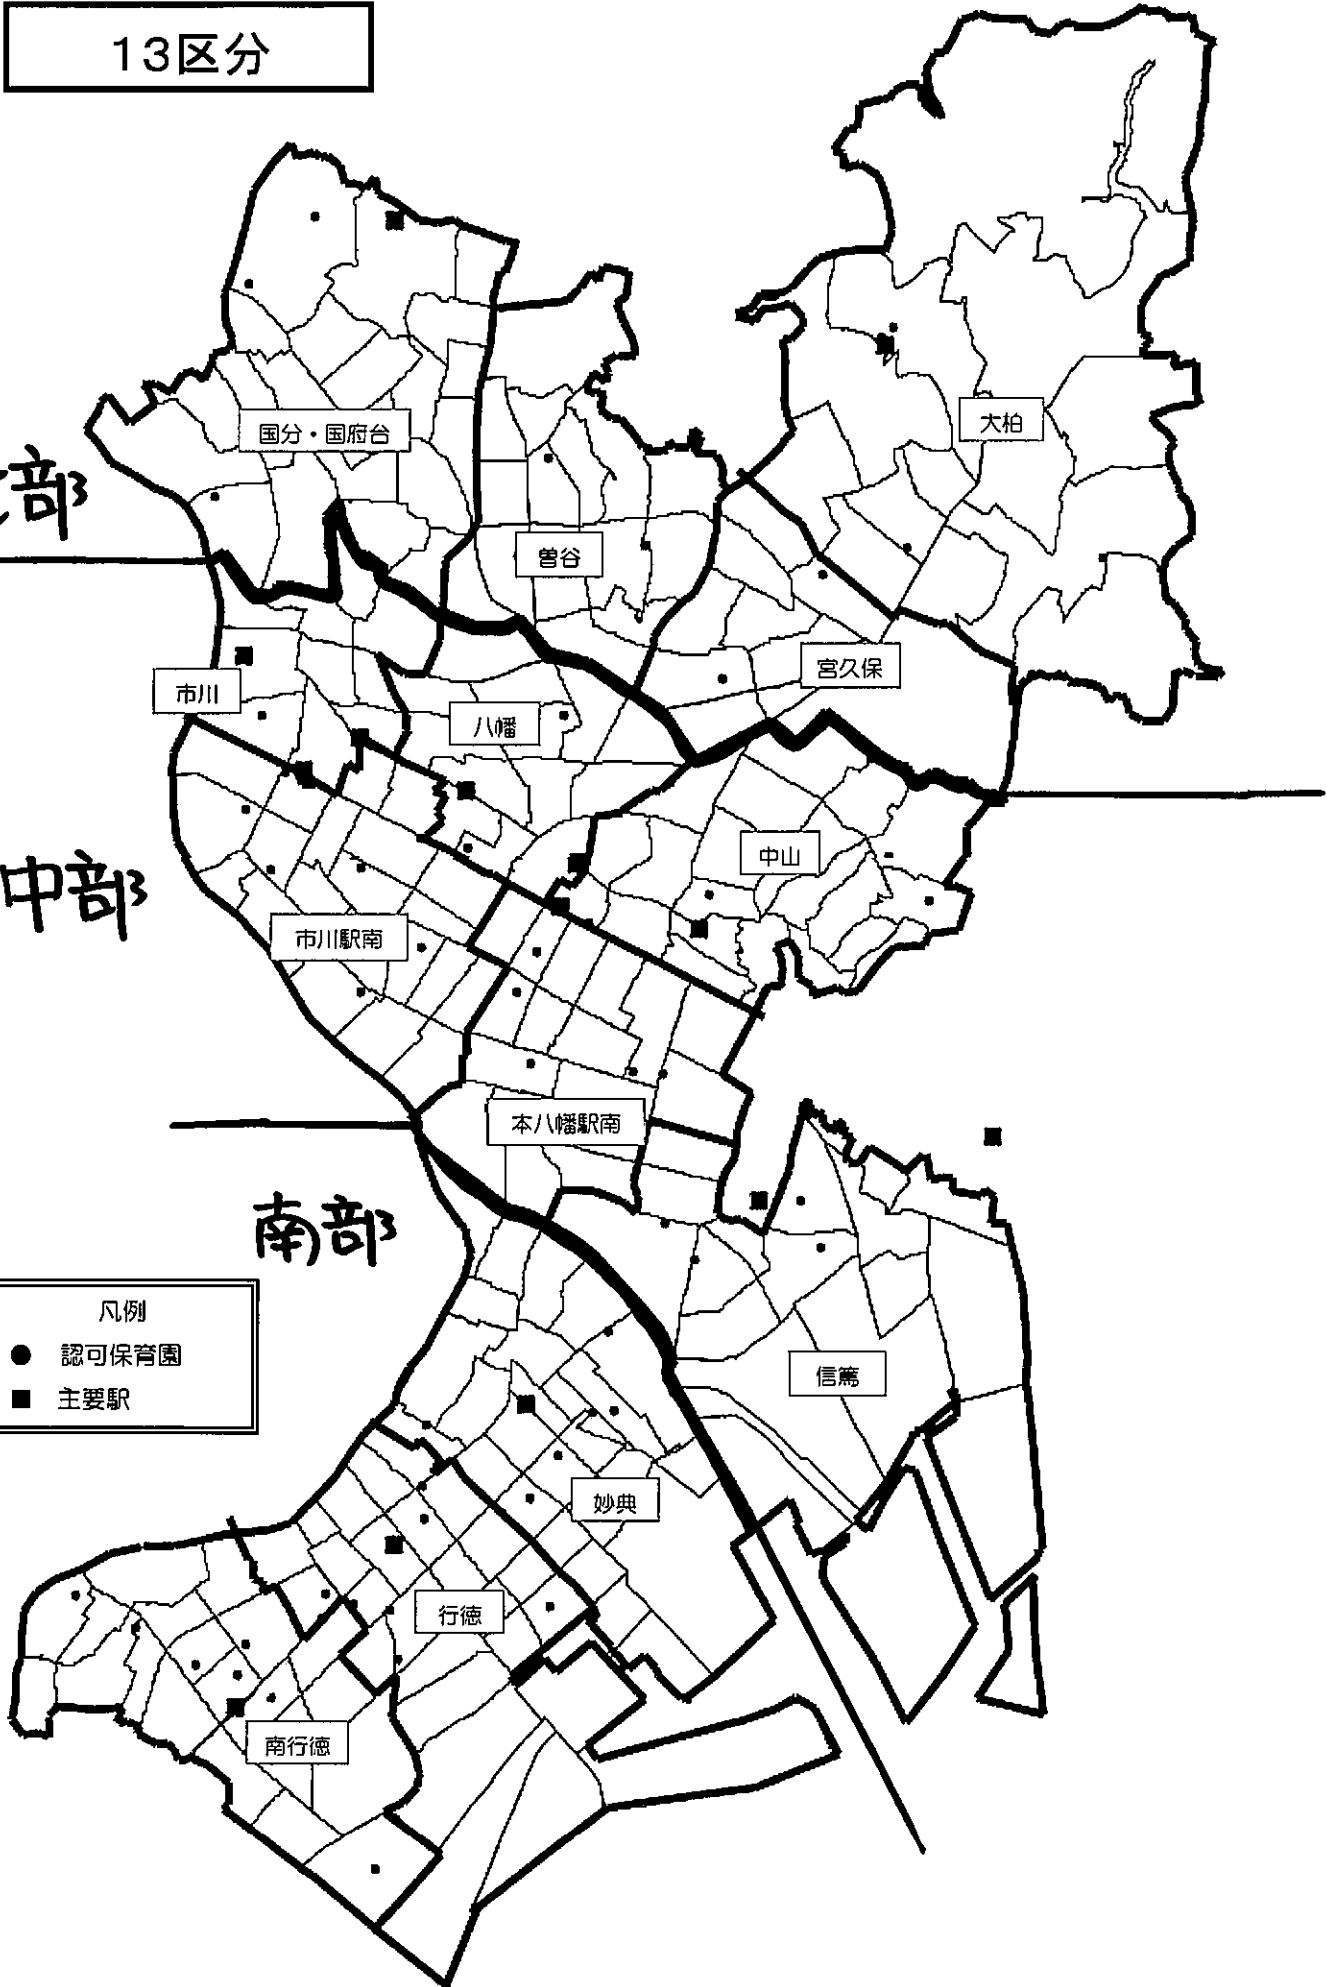 13区分
国分・国府台
大柏
部
曽谷
宮久保
市川
八幡
中山
中部
市川駅南
本八幡駅南
南部
凡例
● 認可保育園
■ 主要駅
信篤
妙典
行徳
南行徳